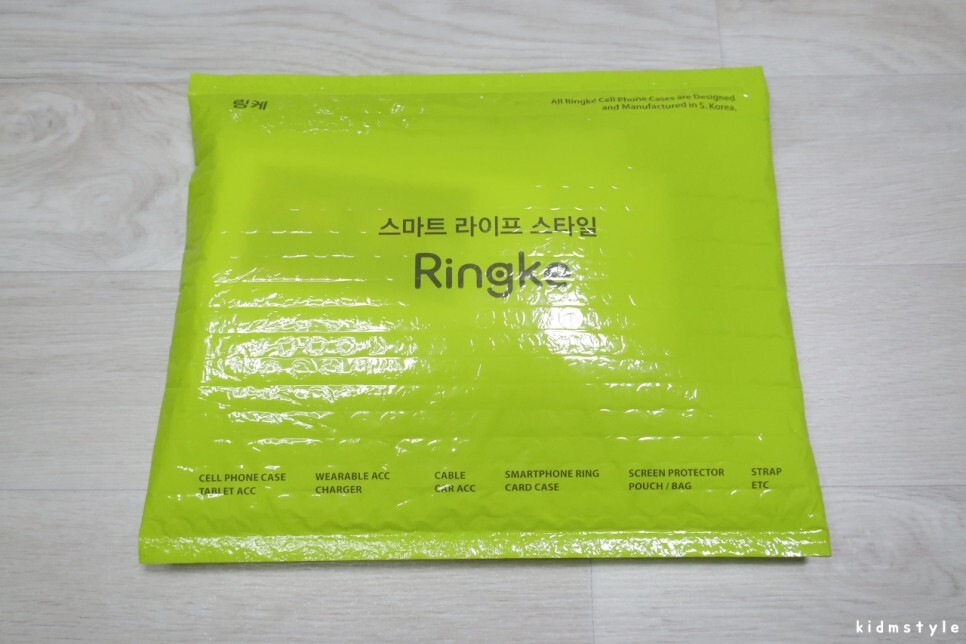 링케
All Ringke Cell Phone Cases are Designed
and Manufactured in S. Korea.
스마트 라이프 스타일
Ringke
CELL PHONE CASE
TABLET ACC
WEARABLE ACC
CHARGER
CABLE
CAR ACC
SMARTPHONE RING
CARD CASE
SCREEN PROTECTOR
POUCH / BAG
STRAP
ETC
kidmstyle